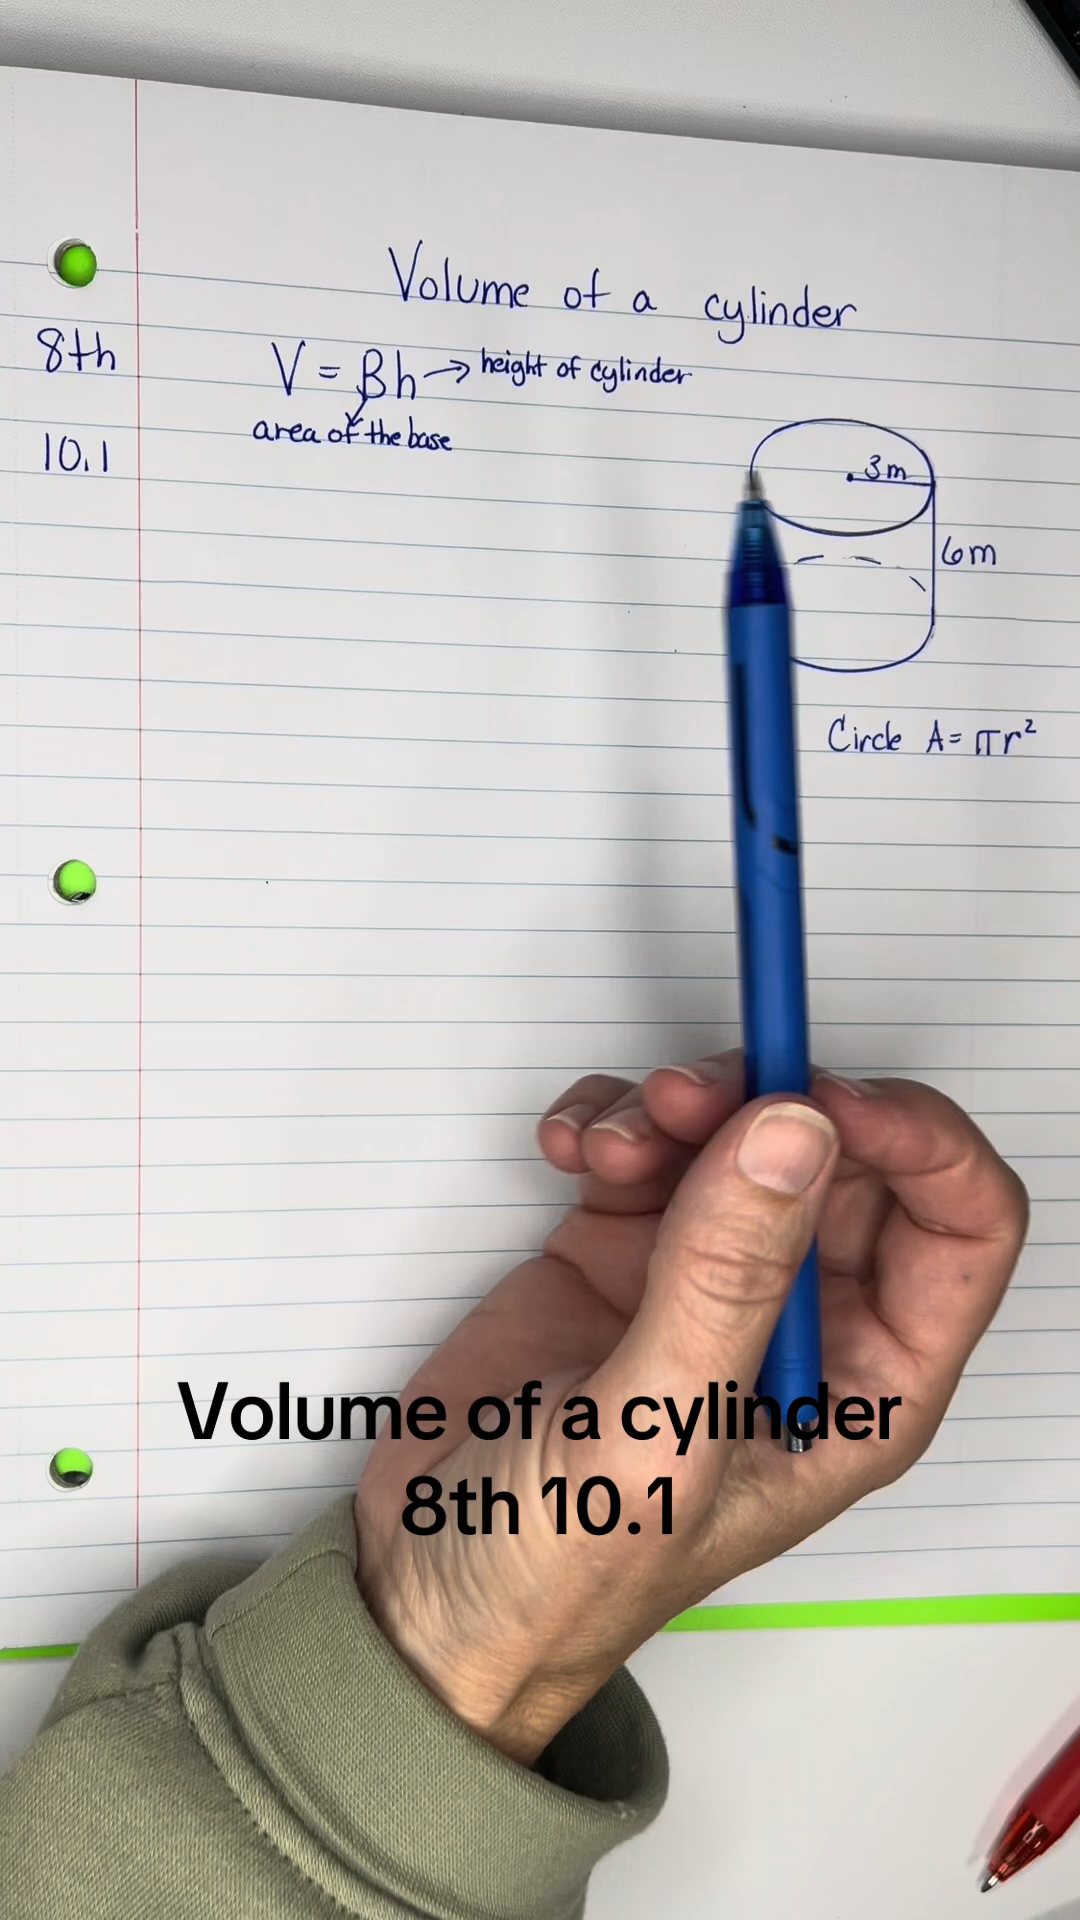 Volume of a cylinder
8th
V = Bh → height of cylinder
area of the base
10.1
3m
6m
Circle A = πr²
Volume of a cylinder
8th 10.1